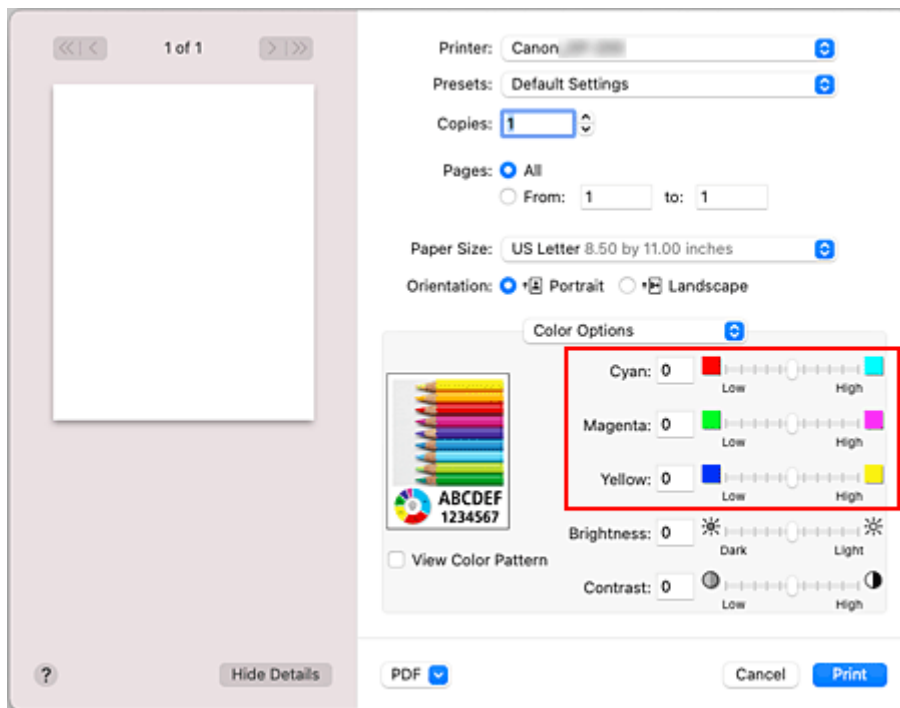 1 of 1
Printer: Canon
Presets: Default Settings
Copies: 1
Pages: All
From: 1 to: 1
Paper Size: US Letter 8.50 by 11.00 inches
Orientation: Portrait Landscape
Color Options
Cyan: 0
Low High
Magenta: 0
Low High
Yellow: 0
Low High
ABCDEF
1234567
Brightness: 0
Dark Light
View Color Pattern
Contrast: 0
Low High
? Hide Details PDF Cancel Print